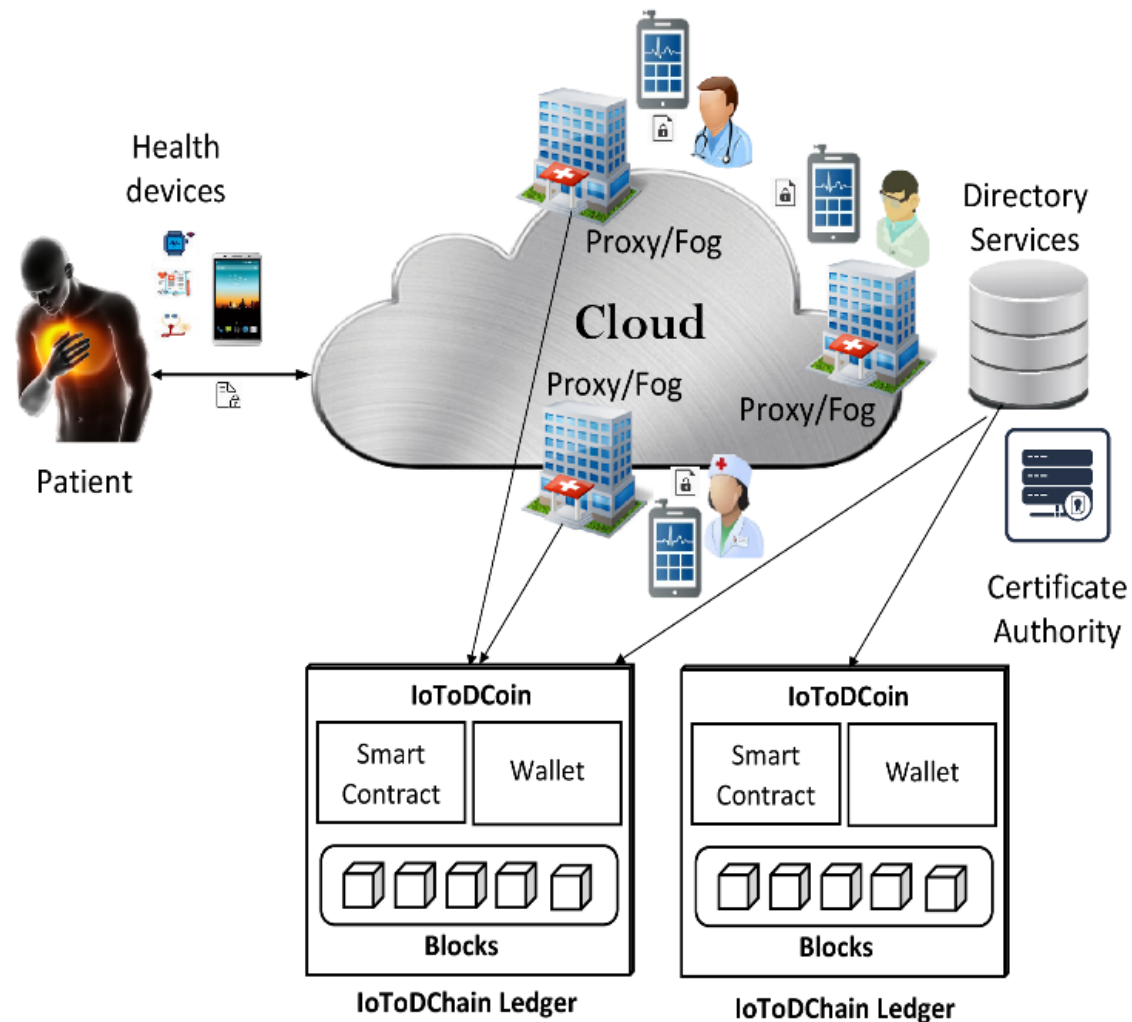 Health
devices
Patient
Proxy/Fog
Cloud
Proxy/Fog
Proxy/Fog
Directory
Services
Certificate
Authority
IoToDCoin
Smart
Contract
Wallet
Blocks
IoToDChain Ledger
IoToDCoin
Smart
Contract
Wallet
Blocks
IoToDChain Ledger